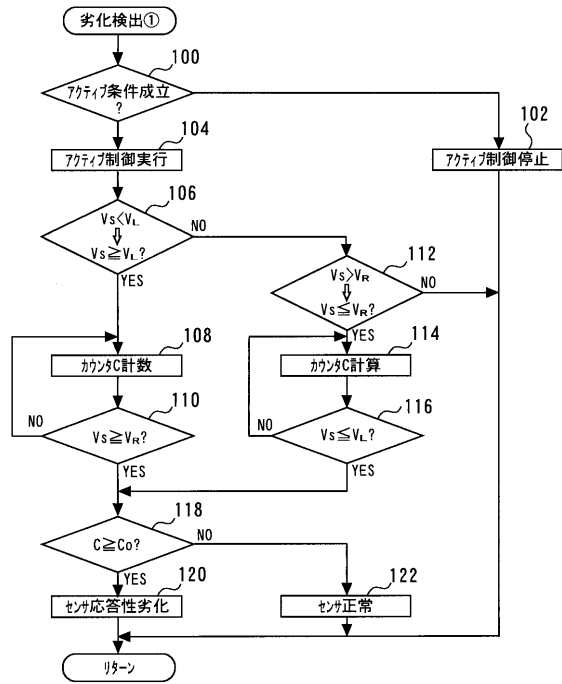 劣化検出①
100
アクティブ条件成立
?
104
アクティブ制御実行
102
アクティブ制御停止
106
Vs<VL
⇩
Vs≧VL?
NO
YES
112
Vs>VR
⇩
Vs≦VR?
NO
YES
108
カウンタC計数
114
カウンタC計算
110
Vs≧VR?
NO
YES
116
Vs≦VL?
NO
YES
118
C≧Co?
NO
YES
120
センサ応答性劣化
122
センサ正常
リターン